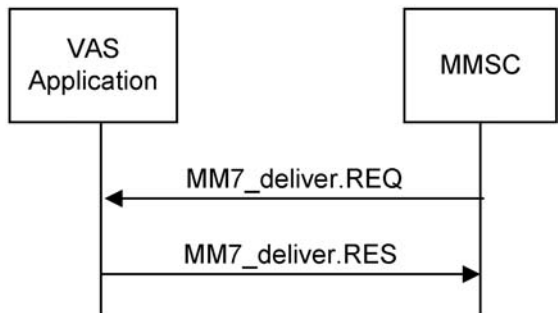 VAS
Application
MMSC
MM7_deliver.REQ
MM7_deliver.RES